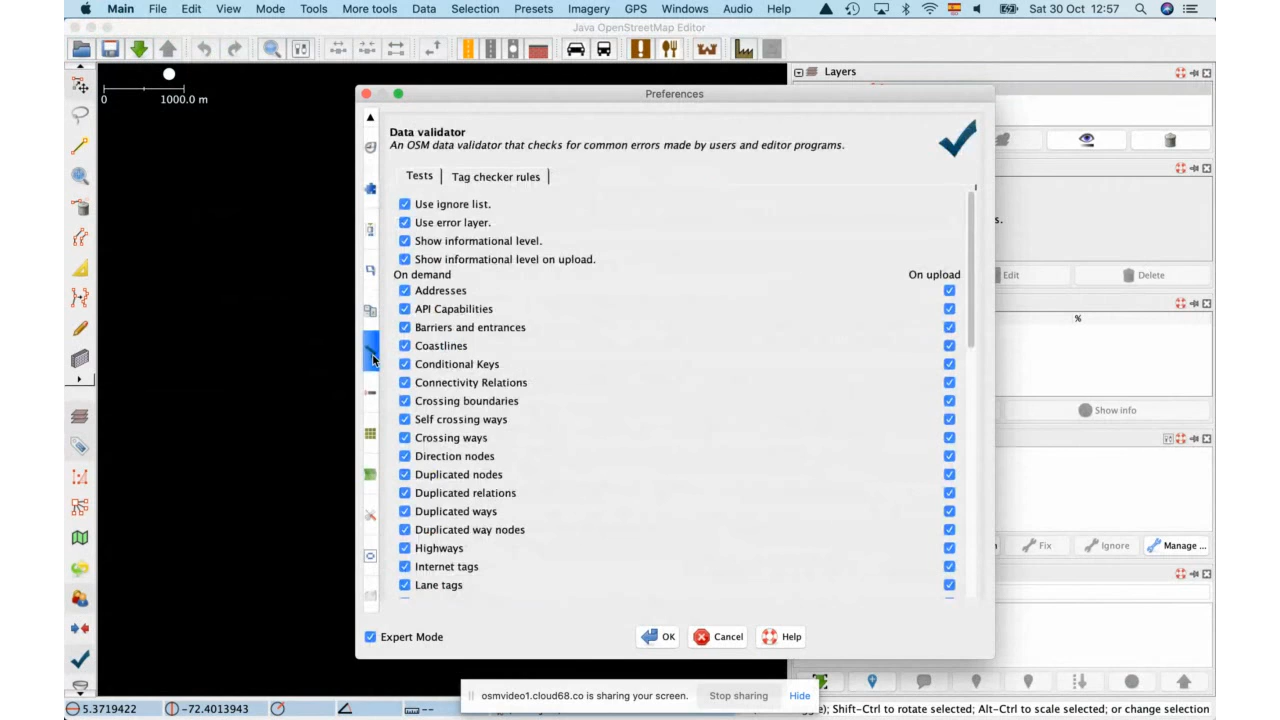 Main File Edit View Mode Tools More tools Data Selection Presets Imagery GPS Windows Audio Help Sat 30 Oct 12:57
Java OpenStreetMap Editor
Layers
0 1000.0 m
Preferences
Data validator
An OSM data validator that checks for common errors made by users and editor programs.
Tests Tag checker rules
Use ignore list.
Use error layer.
Show informational level.
Show informational level on upload.
On demand On upload
Addresses
API Capabilities
Barriers and entrances
Coastlines
Conditional Keys
Connectivity Relations
Crossing boundaries
Self crossing ways
Crossing ways
Direction nodes
Duplicated nodes
Duplicated relations
Duplicated ways
Duplicated way nodes
Highways
Internet tags
Lane tags
Expert Mode
OK Cancel Help
s.
Edit Delete
%
Show info
n Fix Ignore Manage ...
osmvideo1.cloud68.co is sharing your screen. Stop sharing Hide
5.3719422 -72.4013943 -- ); Shift-Ctrl to rotate selected; Alt-Ctrl to scale selected; or change selection